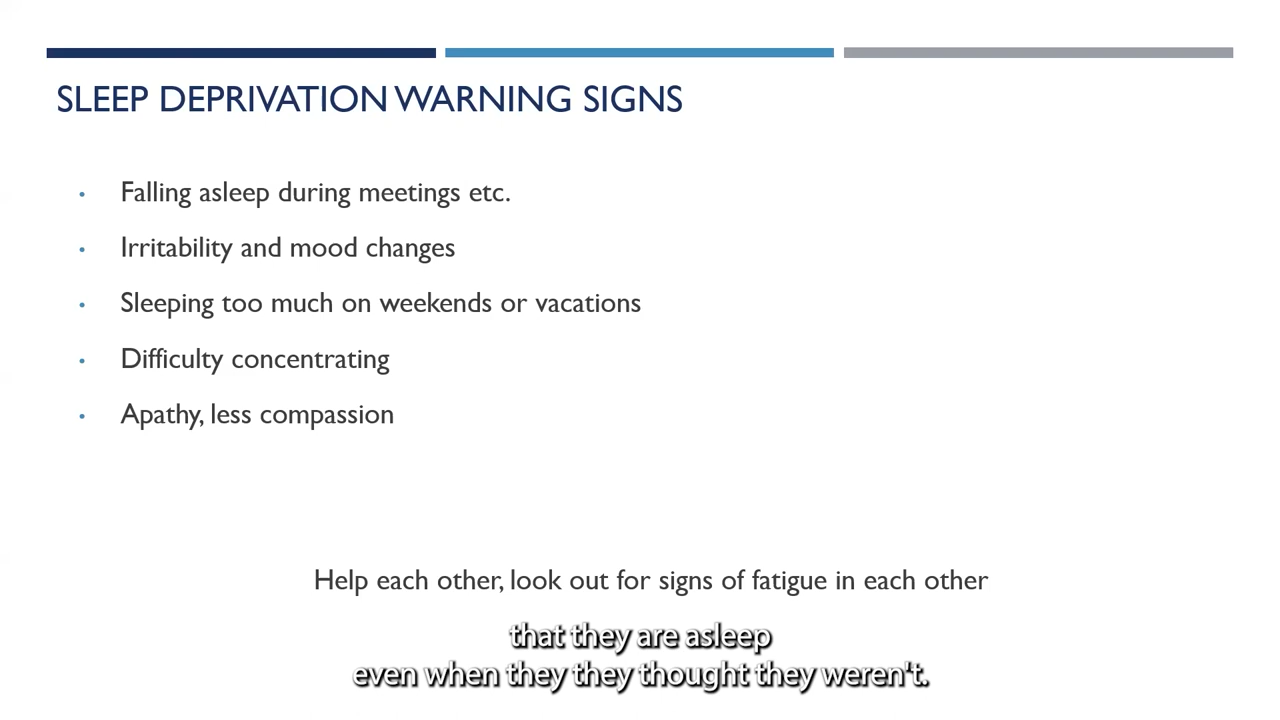 SLEEP DEPRIVATION WARNING SIGNS
• Falling asleep during meetings etc.
• Irritability and mood changes
• Sleeping too much on weekends or vacations
• Difficulty concentrating
• Apathy, less compassion
Help each other, look out for signs of fatigue in each other
that they are asleep
even when they they thought they weren't.